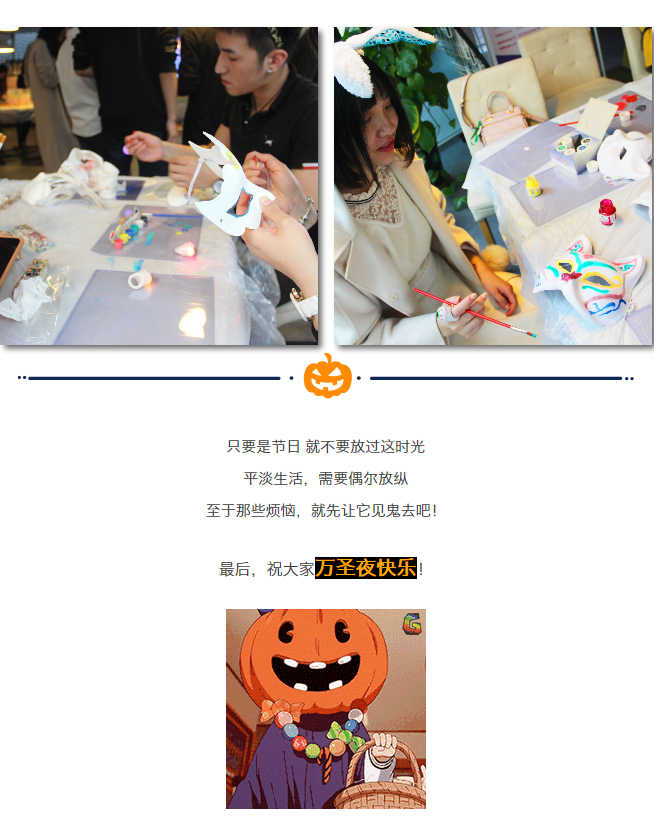 只要是节日 就不要放过这时光
平淡生活，需要偶尔放纵
至于那些烦恼，就先让它见鬼去吧！
最后，祝大家万圣夜快乐！
G